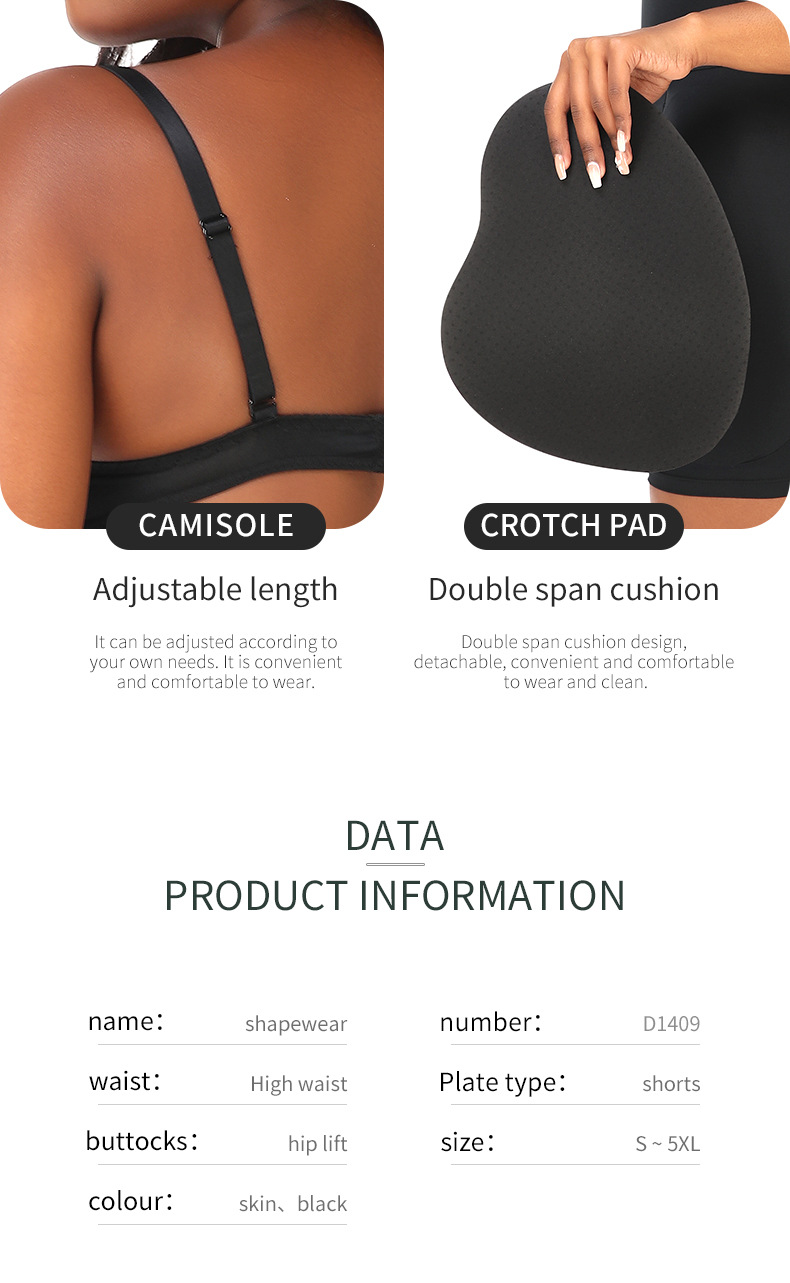 CAMISOLE
Adjustable length
It can be adjusted according to
your own needs. It is convenient
and comfortable to wear.
CROTCH PAD
Double span cushion
Double span cushion design,
detachable, convenient and comfortable
to wear and clean.
DATA
PRODUCT INFORMATION
name： shapewear
number： D1409
waist： High waist
Plate type： shorts
buttocks： hip lift
size： S ~ 5XL
colour： skin、black